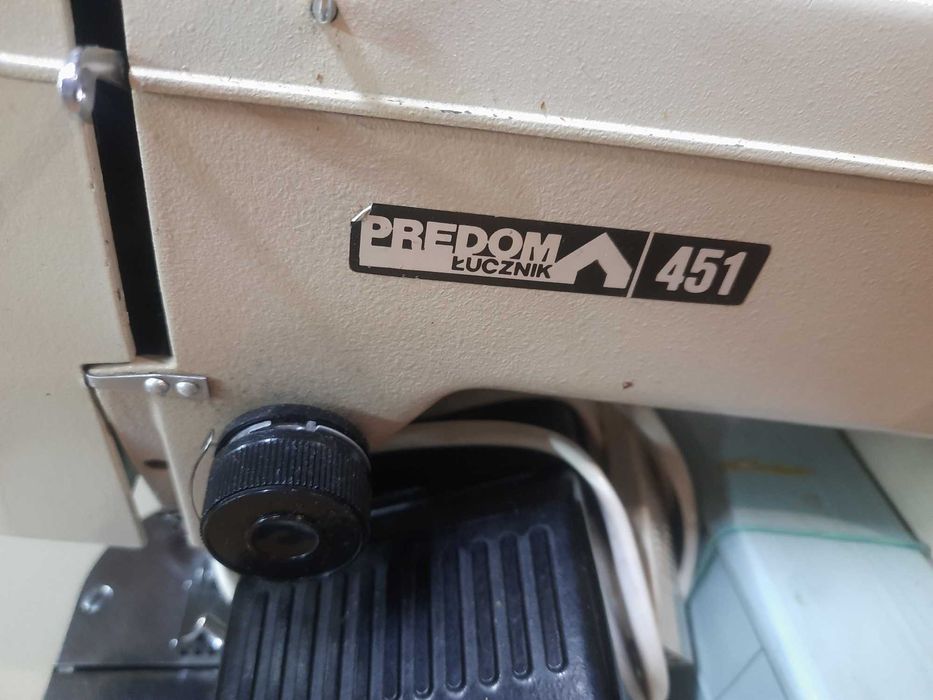 PREDOM
ŁUCZNIK
451